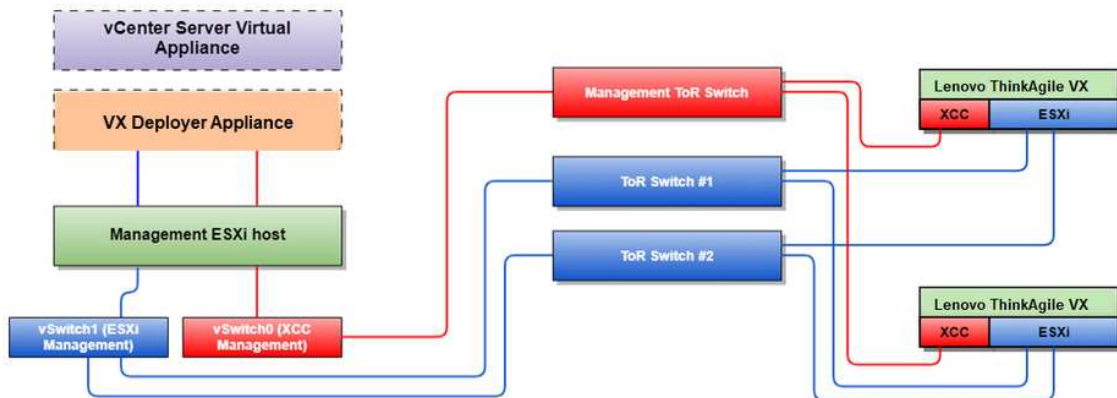 vCenter Server Virtual
Appliance
VX Deployer Appliance
Management ESXi host
vSwitch1 (ESXi
Management)
vSwitch0 (XCC
Management)
Management ToR Switch
ToR Switch #1
ToR Switch #2
Lenovo ThinkAgile VX
XCC ESXi
Lenovo ThinkAgile VX
XCC ESXi